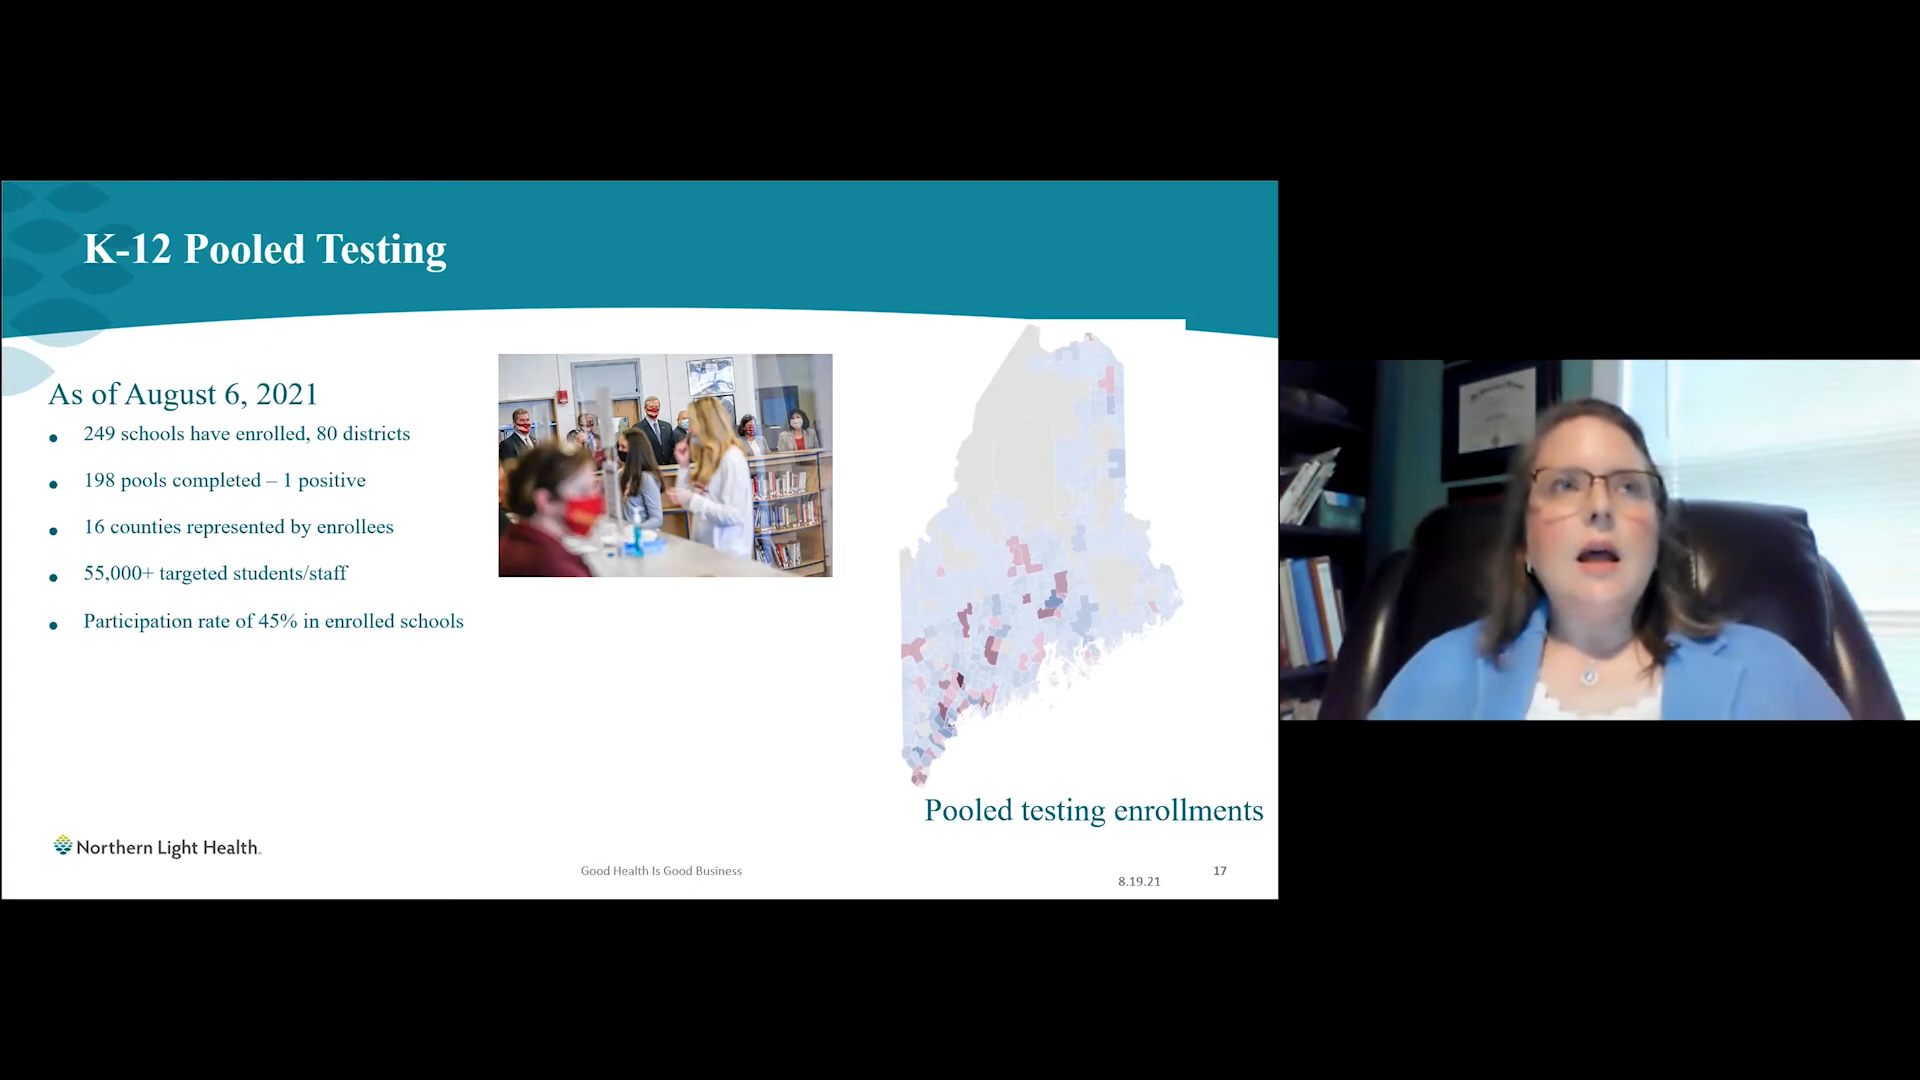 K-12 Pooled Testing
As of August 6, 2021
249 schools have enrolled, 80 districts
198 pools completed – 1 positive
16 counties represented by enrollees
55,000+ targeted students/staff
Participation rate of 45% in enrolled schools
Pooled testing enrollments
Northern Light Health
Good Health Is Good Business
17
8.19.21